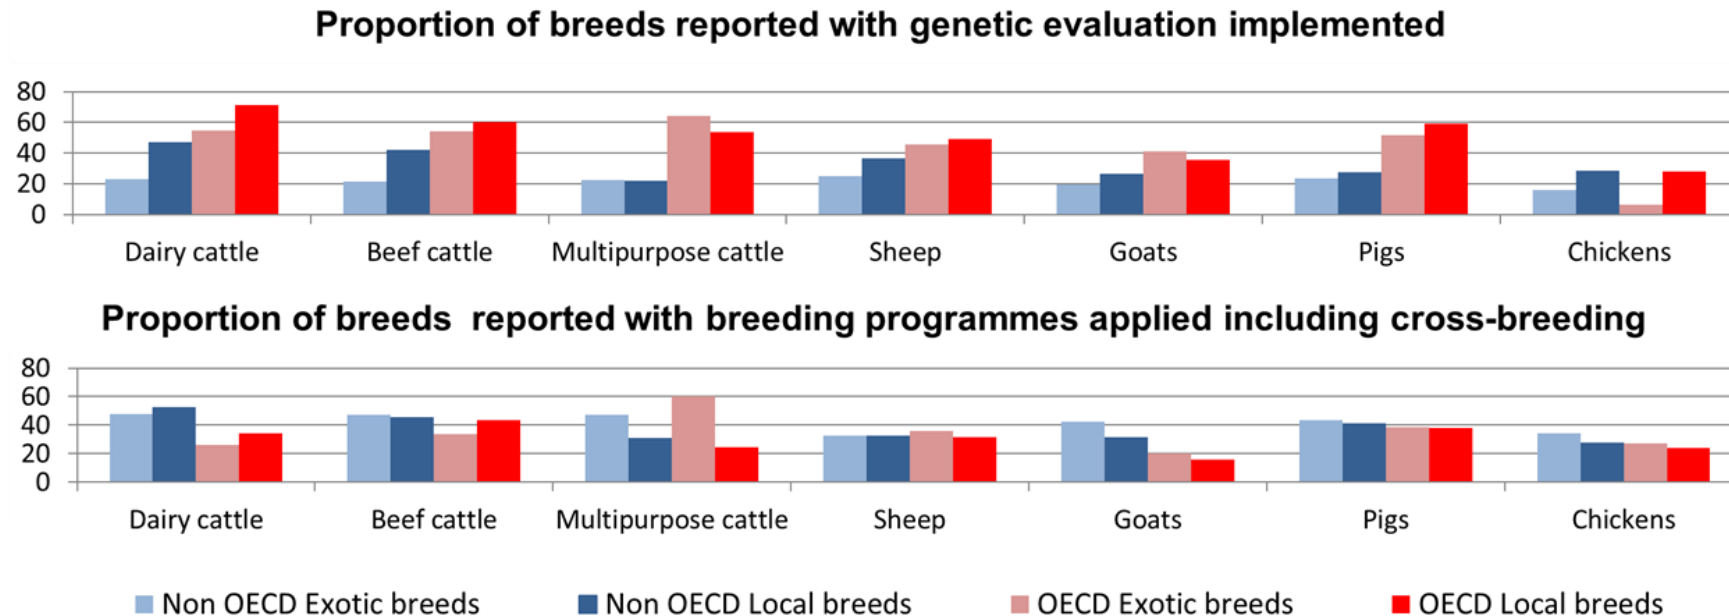 Proportion of breeds reported with genetic evaluation implemented
80
60
40
20
0
Dairy cattle Beef cattle Multipurpose cattle Sheep Goats Pigs Chickens
Proportion of breeds reported with breeding programmes applied including cross-breeding
80
60
40
20
0
Dairy cattle Beef cattle Multipurpose cattle Sheep Goats Pigs Chickens
Non OECD Exotic breeds Non OECD Local breeds OECD Exotic breeds OECD Local breeds